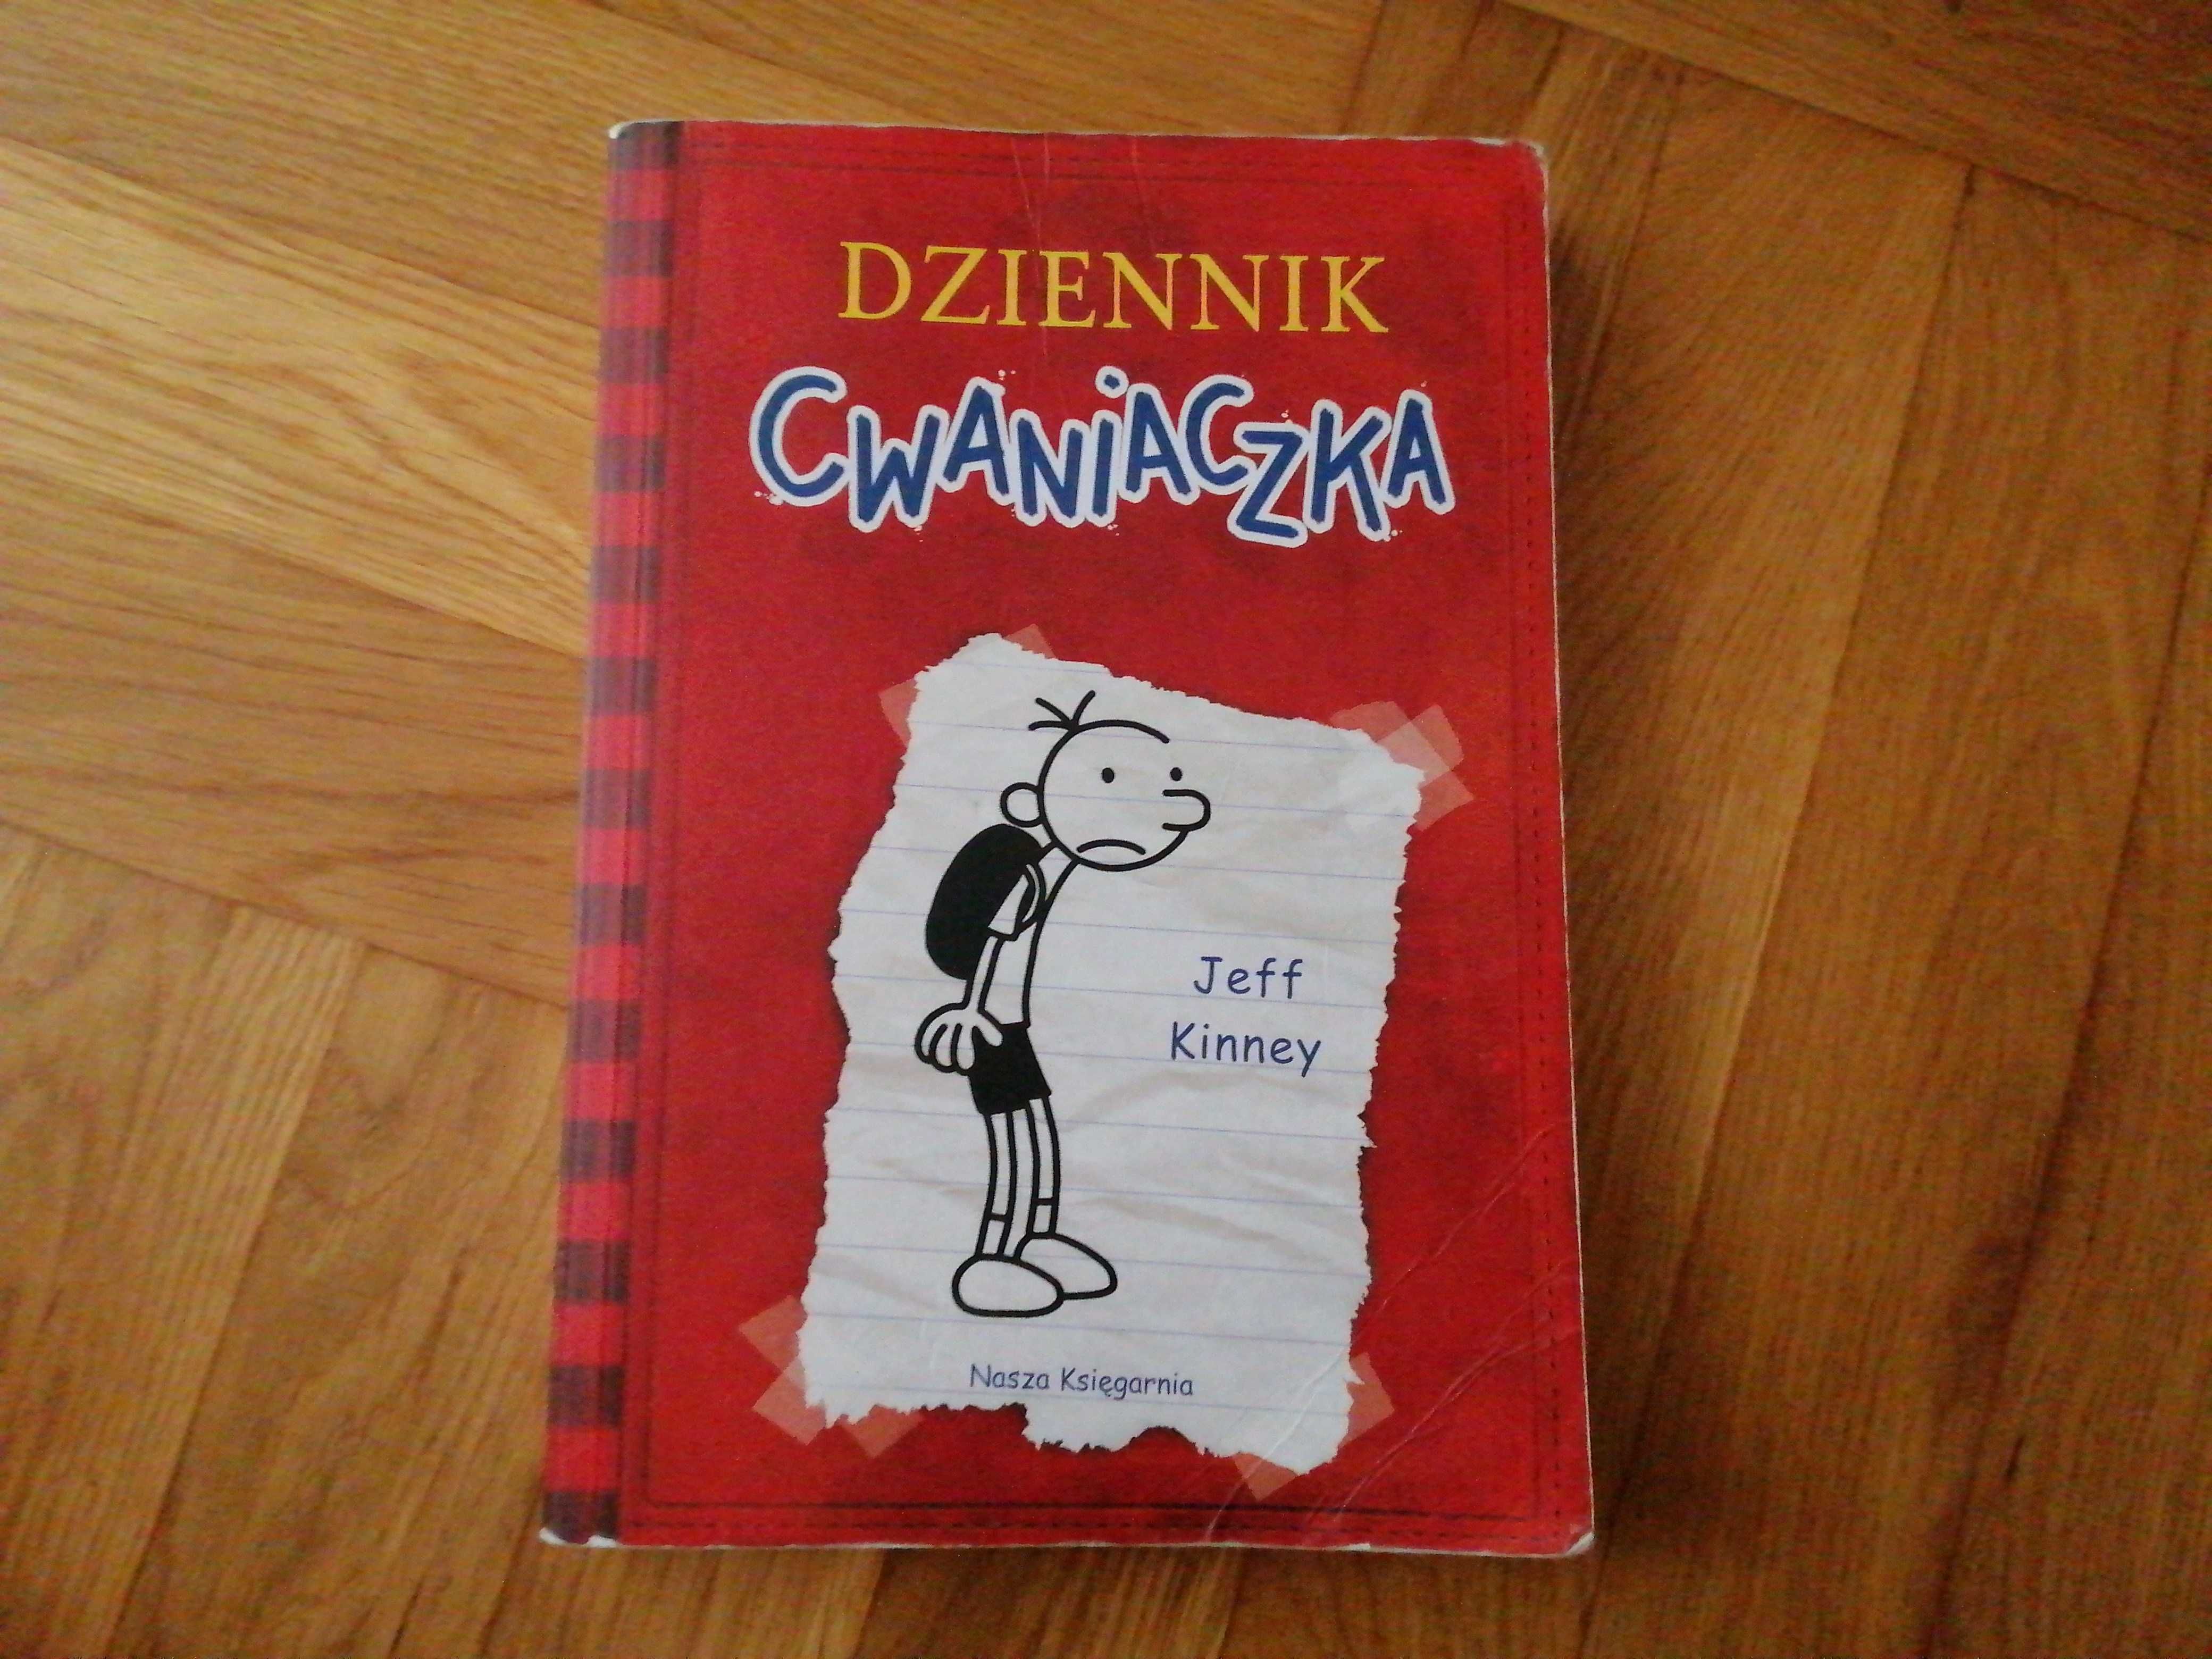 DZIENNIK
CWANiACZKA
Jeff
Kinney
Nasza Księgarnia